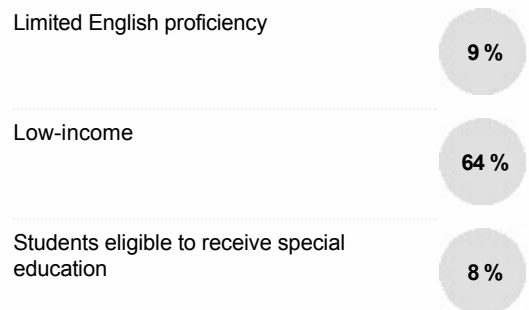 Limited English proficiency
9 %
Low-income
64 %
Students eligible to receive special
education
8 %